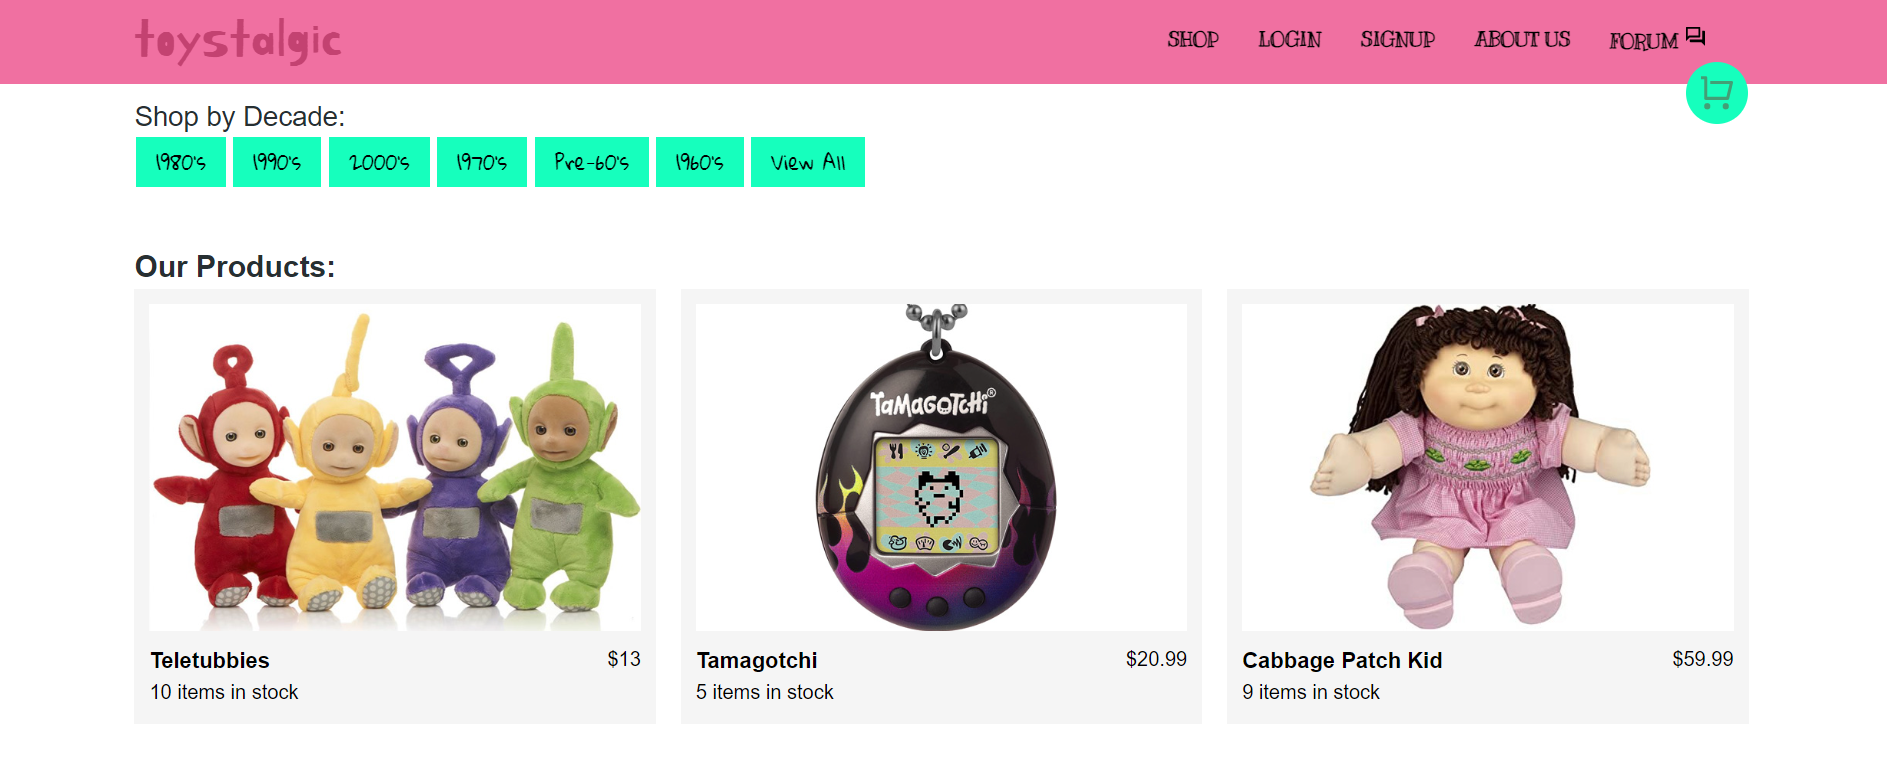 toystalgic
SHOP LOGIN SIGNUP ABOUT US FORUM
Shop by Decade:
1980's 1990's 2000's 1970's Pre-60's 1960's View All
Our Products:
TaMaGoTchi®
Teletubbies $13
10 items in stock
Tamagotchi $20.99
5 items in stock
Cabbage Patch Kid $59.99
9 items in stock